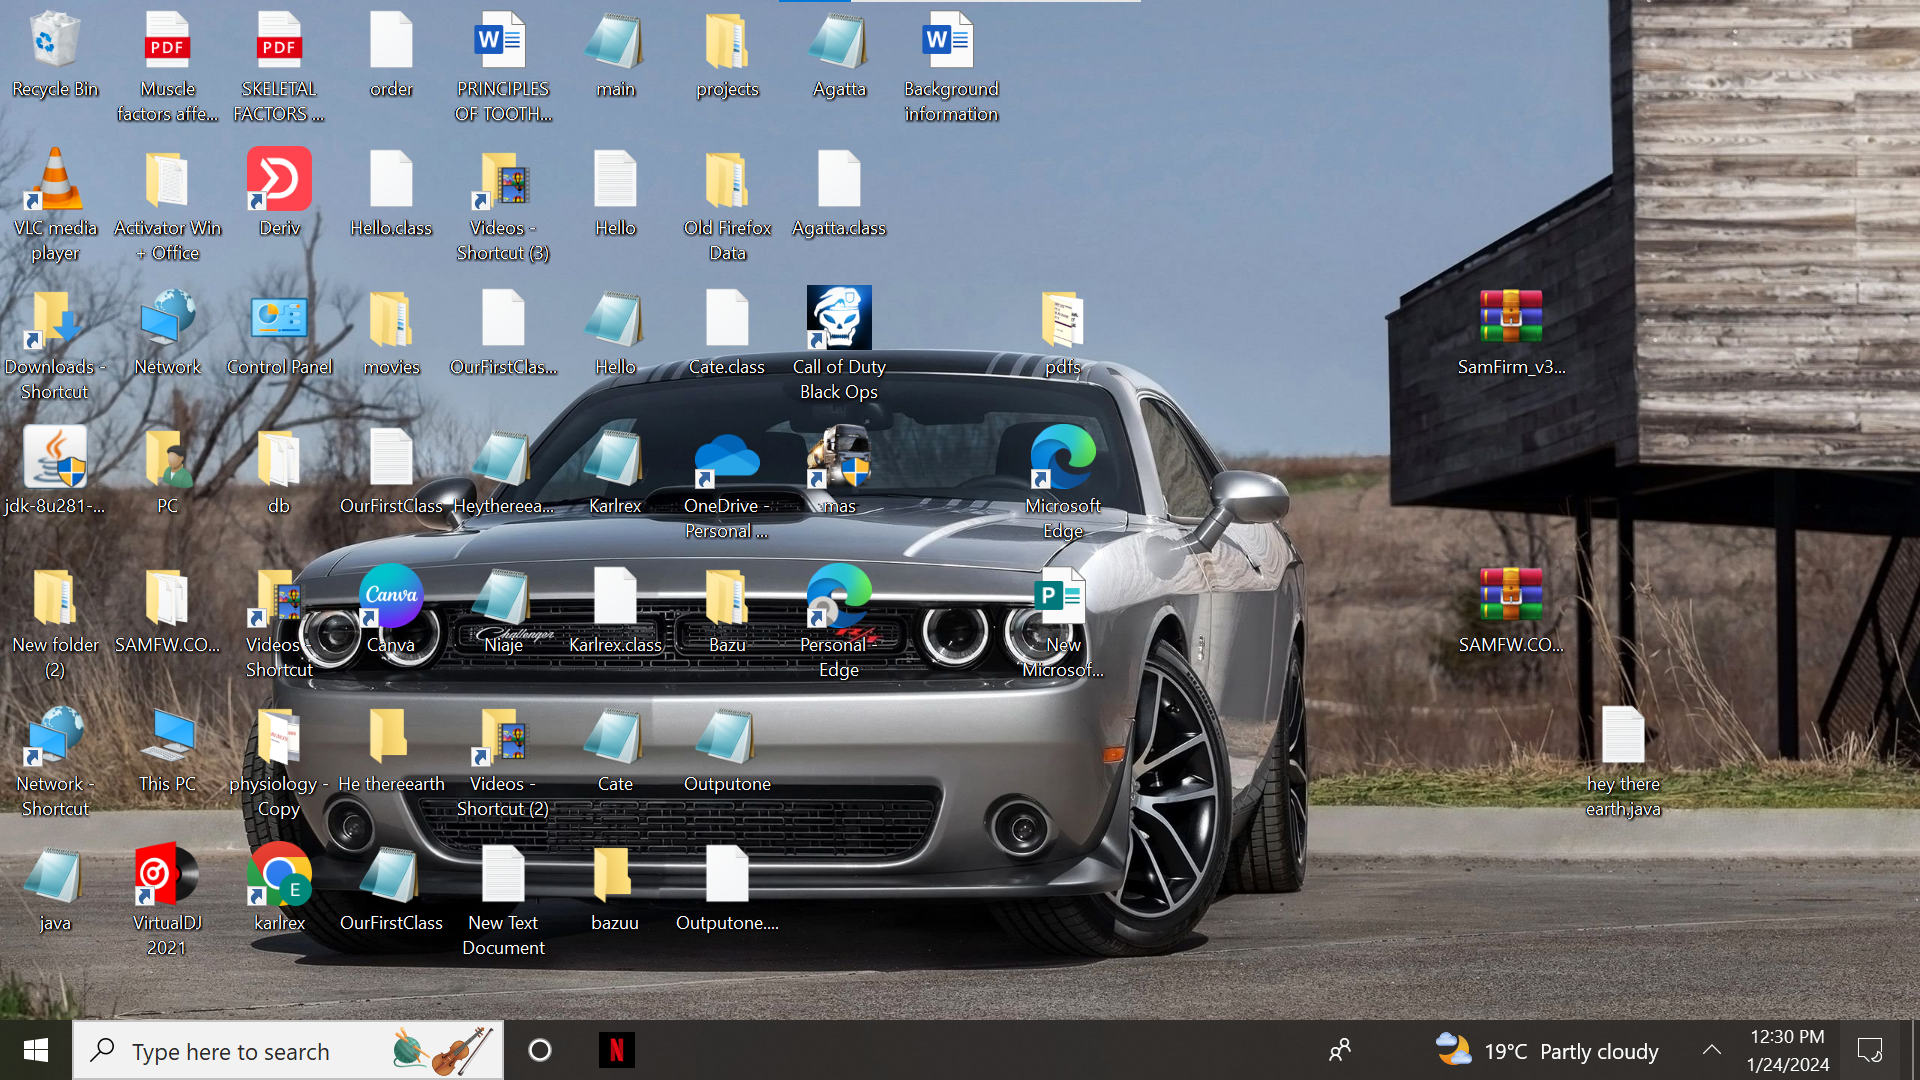 Recycle Bin
PDF
Muscle
factors affe...
PDF
SKELETAL
FACTORS ...
order
W
PRINCIPLES
OF TOOTH...
main
projects
Agatta
W
Background
information
VLC media
player
Activator Win
+ Office
Deriv
Hello.class
Videos -
Shortcut (3)
Hello
Old Firefox
Data
Agatta.class
Downloads -
Shortcut
Network
Control Panel
movies
OurFirstClas...
Hello
Cate.class
Call of Duty
Black Ops
pdfs
SamFirm_v3...
jdk-8u281-...
PC
db
OurFirstClass
Heythereea...
Karlrex
OneDrive -
Personal ...
emas
Microsoft
Edge
New folder
(2)
SAMFW.CO...
Videos -
Shortcut
Canva
Canva
Challenger
Niaje
Karlrex.class
Bazu
R/T
Personal -
Edge
P
New
Microsof...
SAMFW.CO...
Network -
Shortcut
This PC
physiology -
Copy
He thereearth
Videos -
Shortcut (2)
Cate
Outputone
hey there
earth.java
java
VirtualDJ
2021
E
karlrex
OurFirstClass
New Text
Document
bazuu
Outputone....
Type here to search
N
19°C Partly cloudy
12:30 PM
1/24/2024